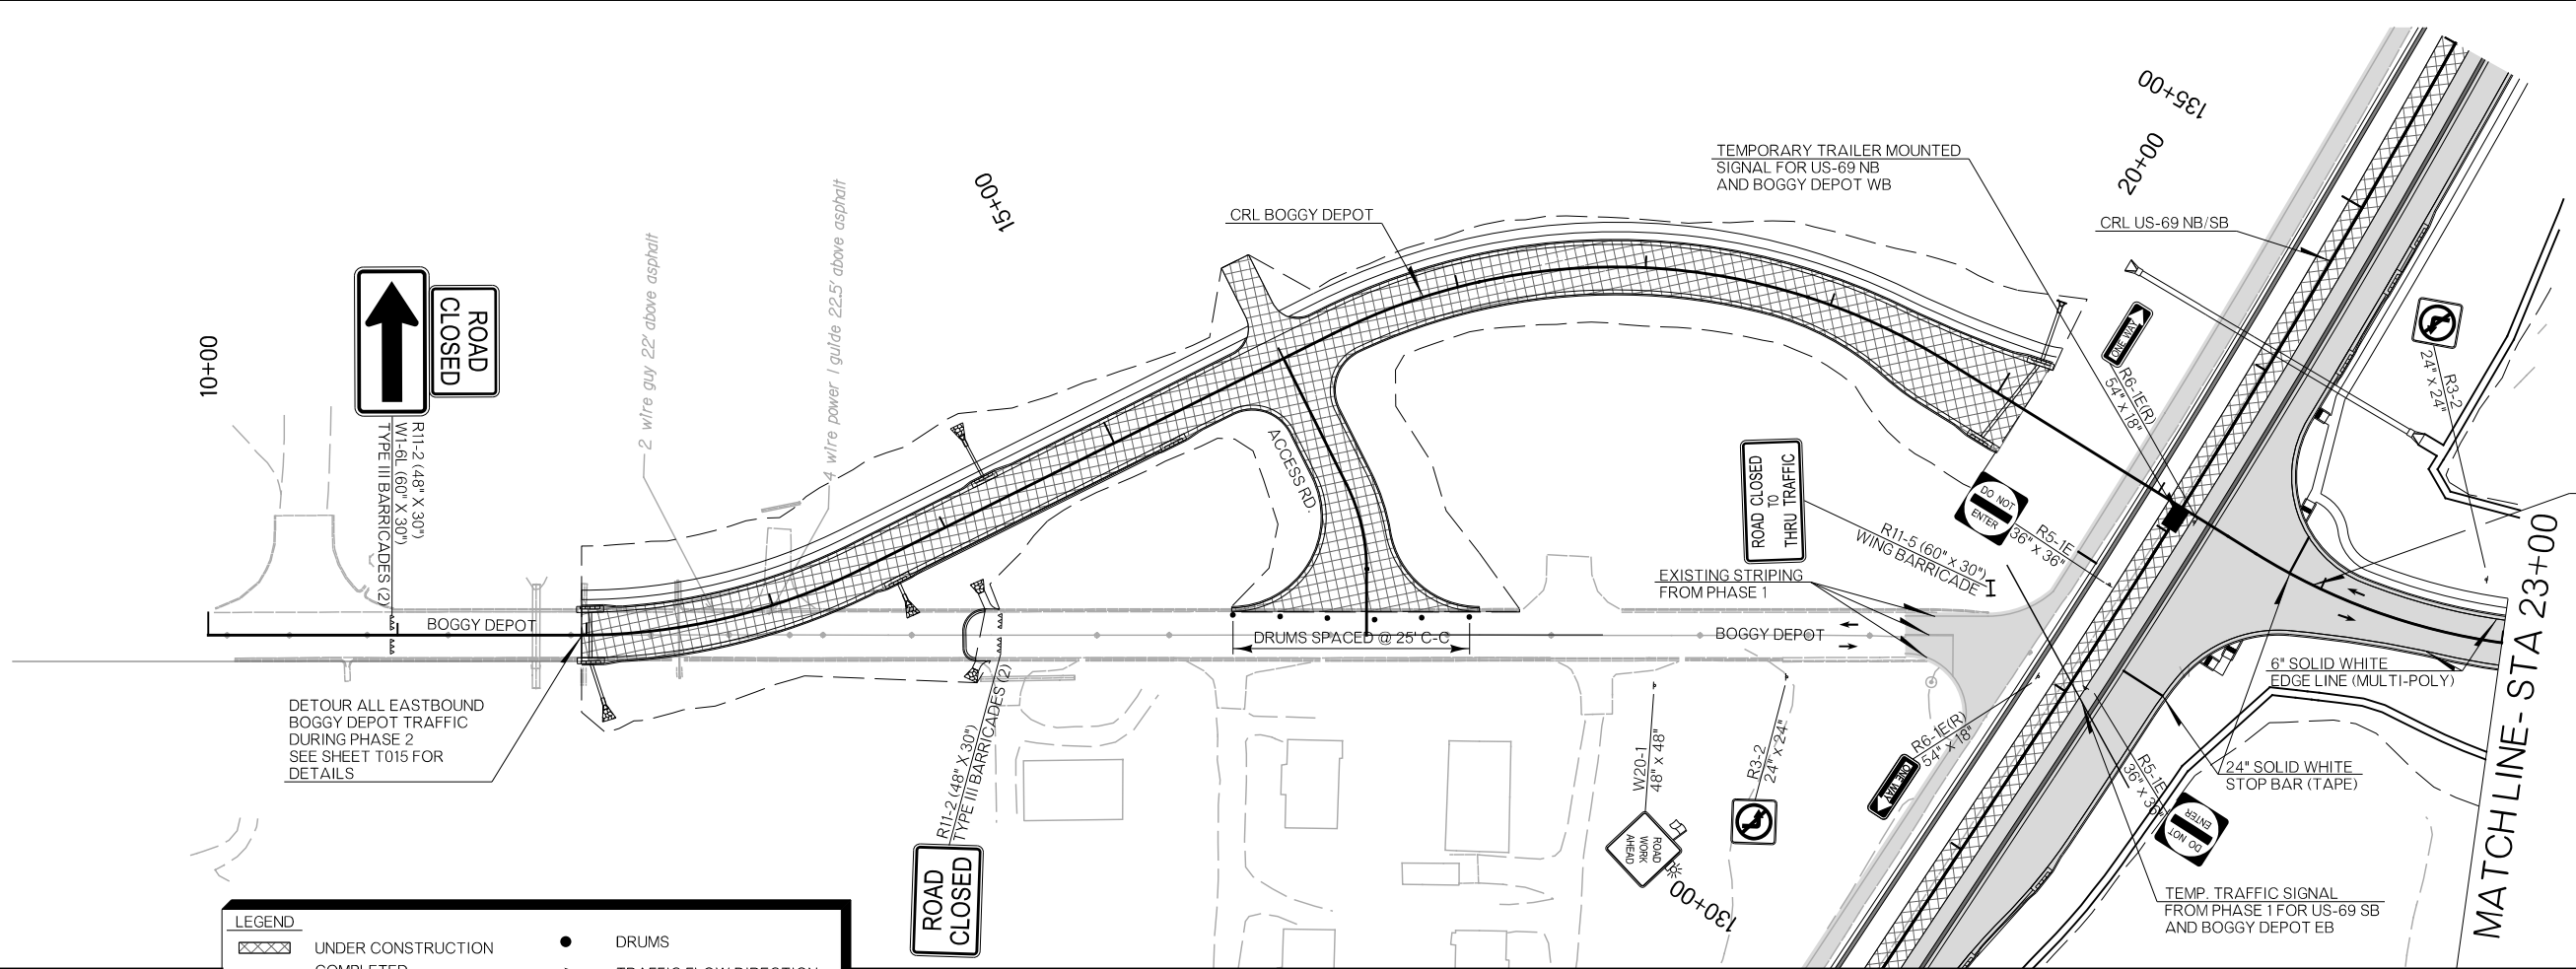 10+00
ROAD
CLOSED
R11-2 (48" X 30")
W1-6L (60" X 30")
TYPE III BARRICADES (2)
2 wire guy 22' above asphalt
4 wire power 1 guide 22.5' above asphalt
15+00
CRL BOGGY DEPOT
TEMPORARY TRAILER MOUNTED
SIGNAL FOR US-69 NB
AND BOGGY DEPOT WB
135+00
20+00
CRL US-69 NB/SB
ONE WAY
R6-1E(R)
54" x 18"
R3-2
24" x 24"
ACCESS RD.
ROAD CLOSED
TO
THRU TRAFFIC
R11-5 (60" x 30")
WING BARRICADE
DO NOT
ENTER
R5-1E
36" x 36"
EXISTING STRIPING
FROM PHASE 1
BOGGY DEPOT
DRUMS SPACED @ 25' C-C
BOGGY DEPOT
6" SOLID WHITE
EDGE LINE (MULTI-POLY)
MATCH LINE- STA 23+00
DETOUR ALL EASTBOUND
BOGGY DEPOT TRAFFIC
DURING PHASE 2
SEE SHEET T015 FOR
DETAILS
R11-2 (48" X 30")
TYPE III BARRICADES (2)
ROAD
CLOSED
W20-1
48" x 48"
ROAD
WORK
AHEAD
R3-2
24" x 24"
R6-1E(R)
54" x 18"
ONE WAY
R5-1E
36" x 36"
DO NOT
ENTER
24" SOLID WHITE
STOP BAR (TAPE)
130+00
TEMP. TRAFFIC SIGNAL
FROM PHASE 1 FOR US-69 SB
AND BOGGY DEPOT EB
LEGEND
UNDER CONSTRUCTION
DRUMS
COMPLETED
TRAFFIC FLOW DIRECTION